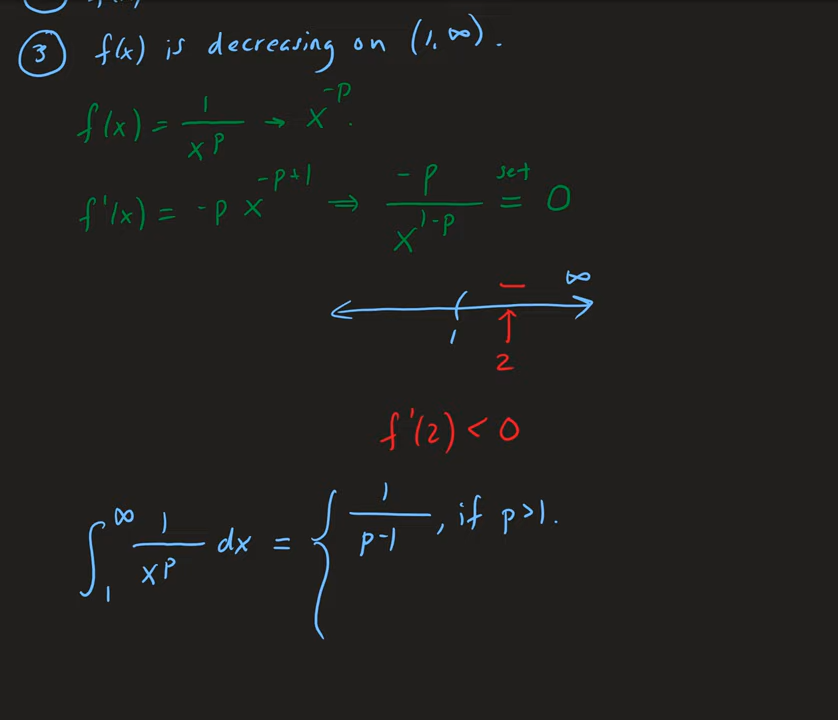 ③ f(x) is decreasing on (1, ∞).
f(x) = 1/x^p → x^-p.
f'(x) = -p x^-p+1 ⇒ -p/x^1-p set = 0
— ∞
( 
1
2
f'(2) < 0
∫_1^∞ 1/x^p dx = { 1/p-1, if p>1.